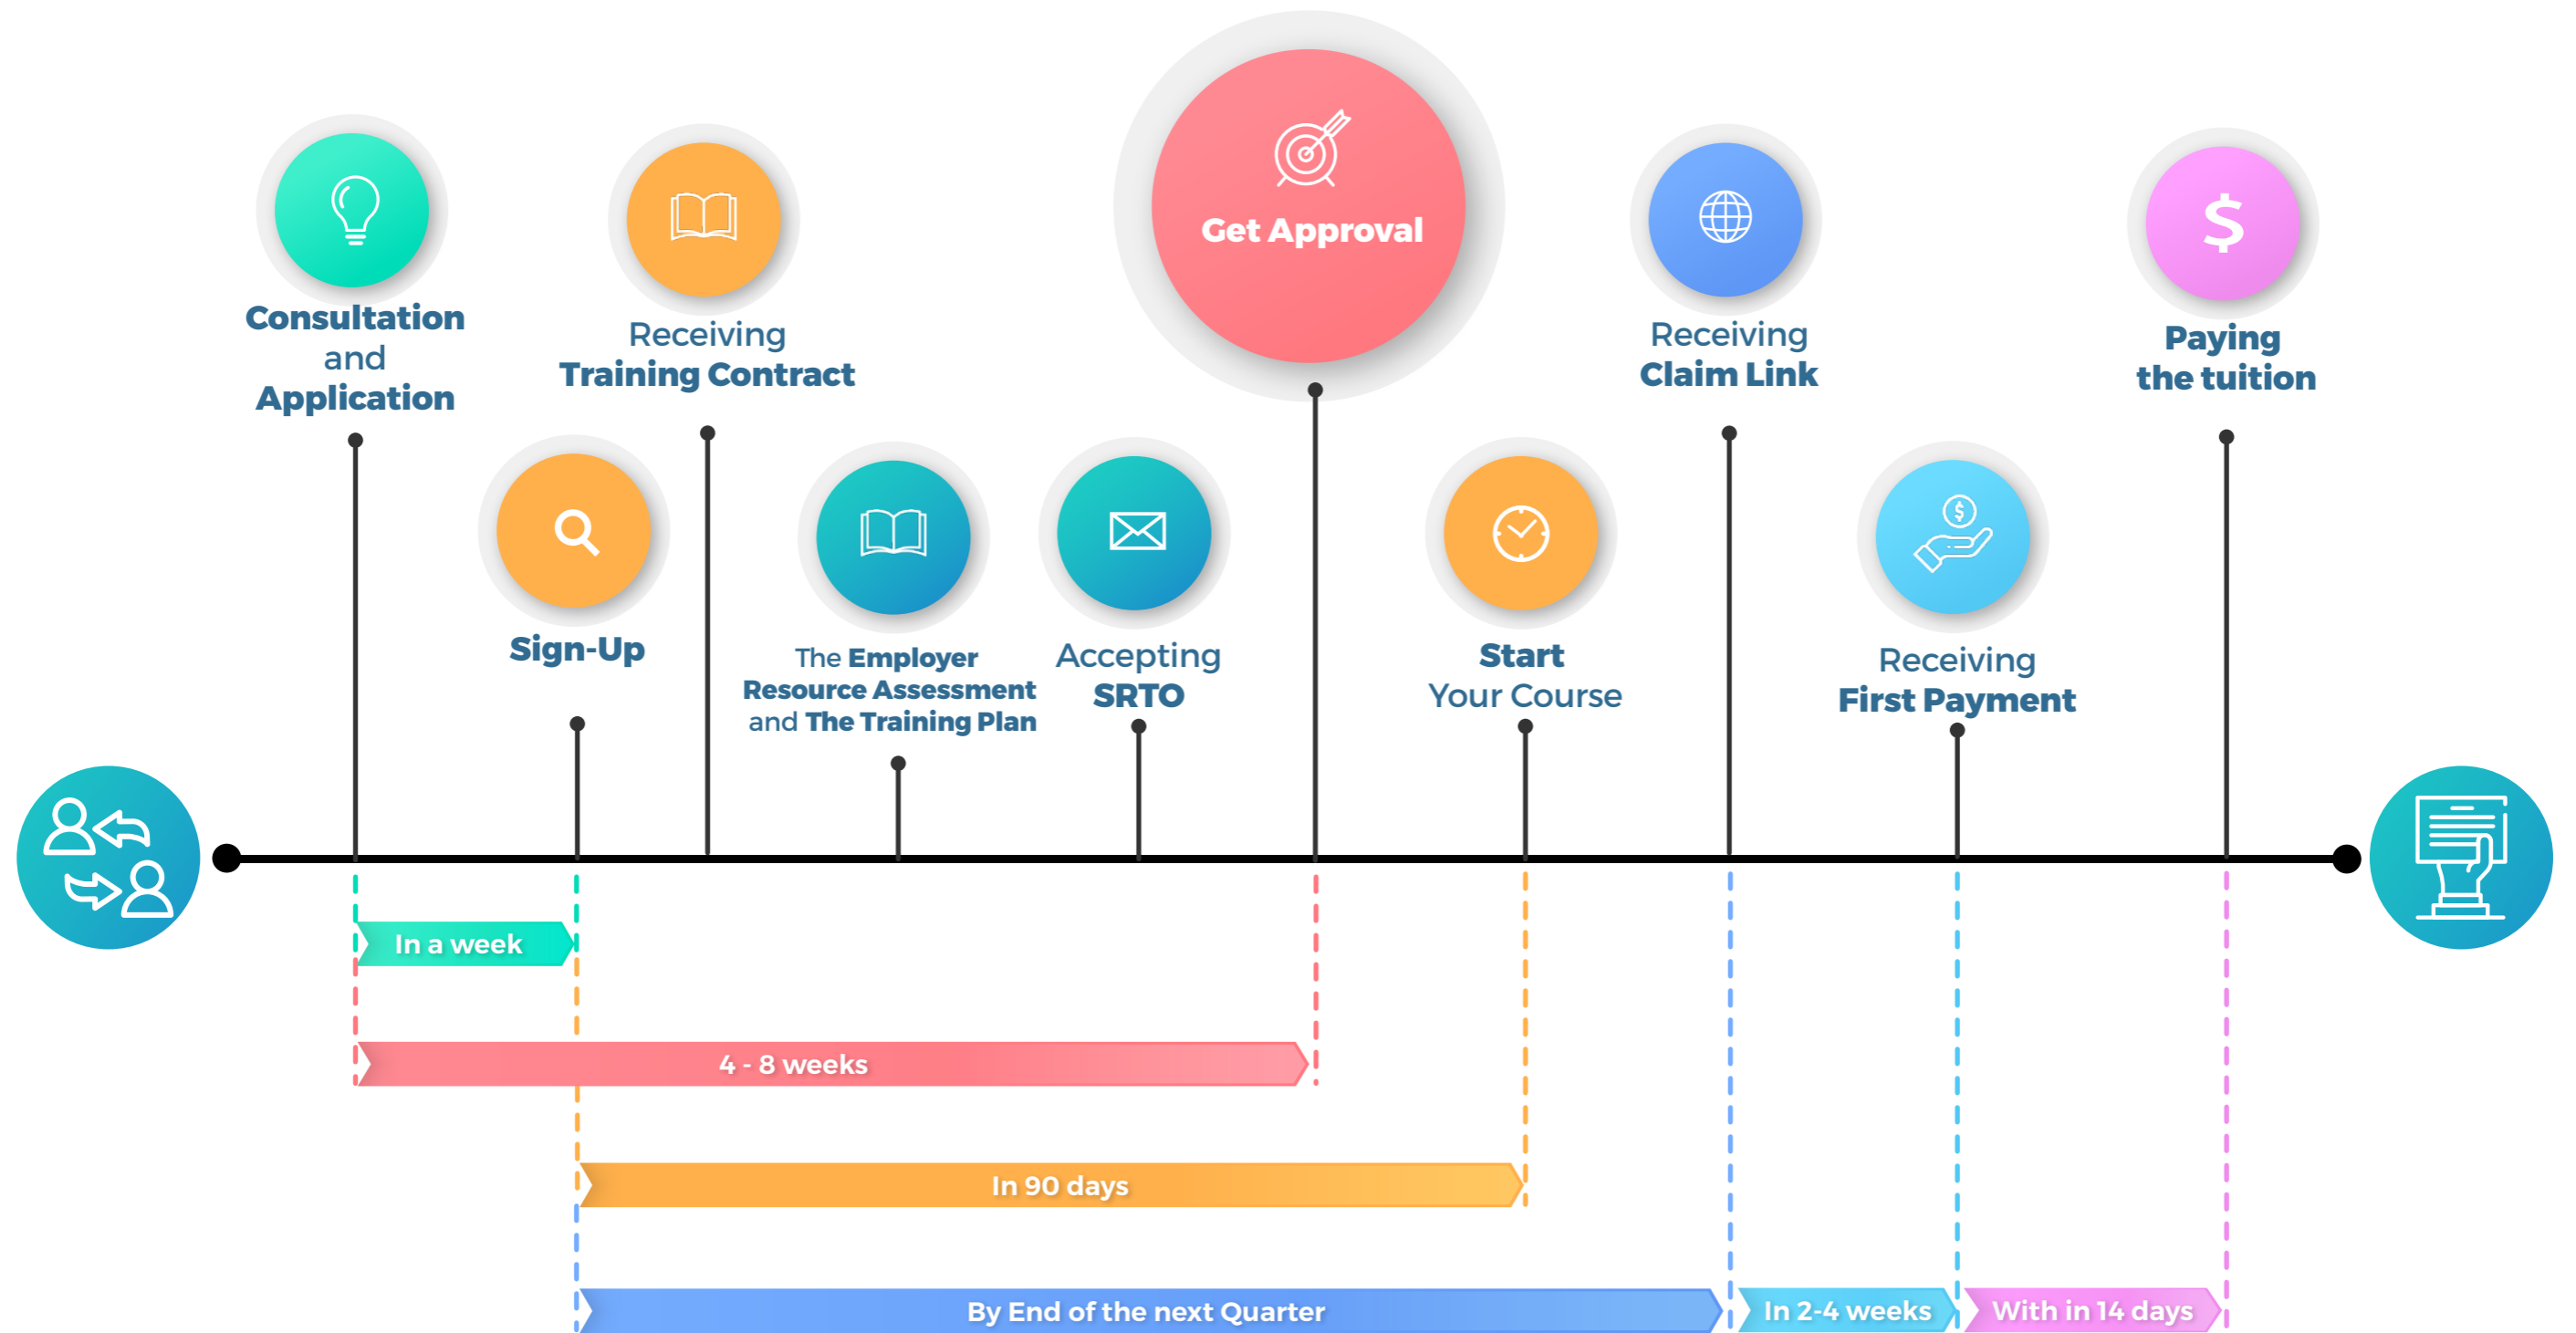 Consultation
and
Application
Receiving
Training Contract
Get Approval
Receiving
Claim Link
Paying
the tuition
Sign-Up
The Employer
Resource Assessment
and The Training Plan
Accepting
SRTO
Start
Your Course
Receiving
First Payment
In a week
4 - 8 weeks
In 90 days
By End of the next Quarter
In 2-4 weeks
With in 14 days